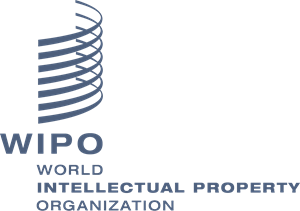 WIPO
WORLD
INTELLECTUAL PROPERTY
ORGANIZATION